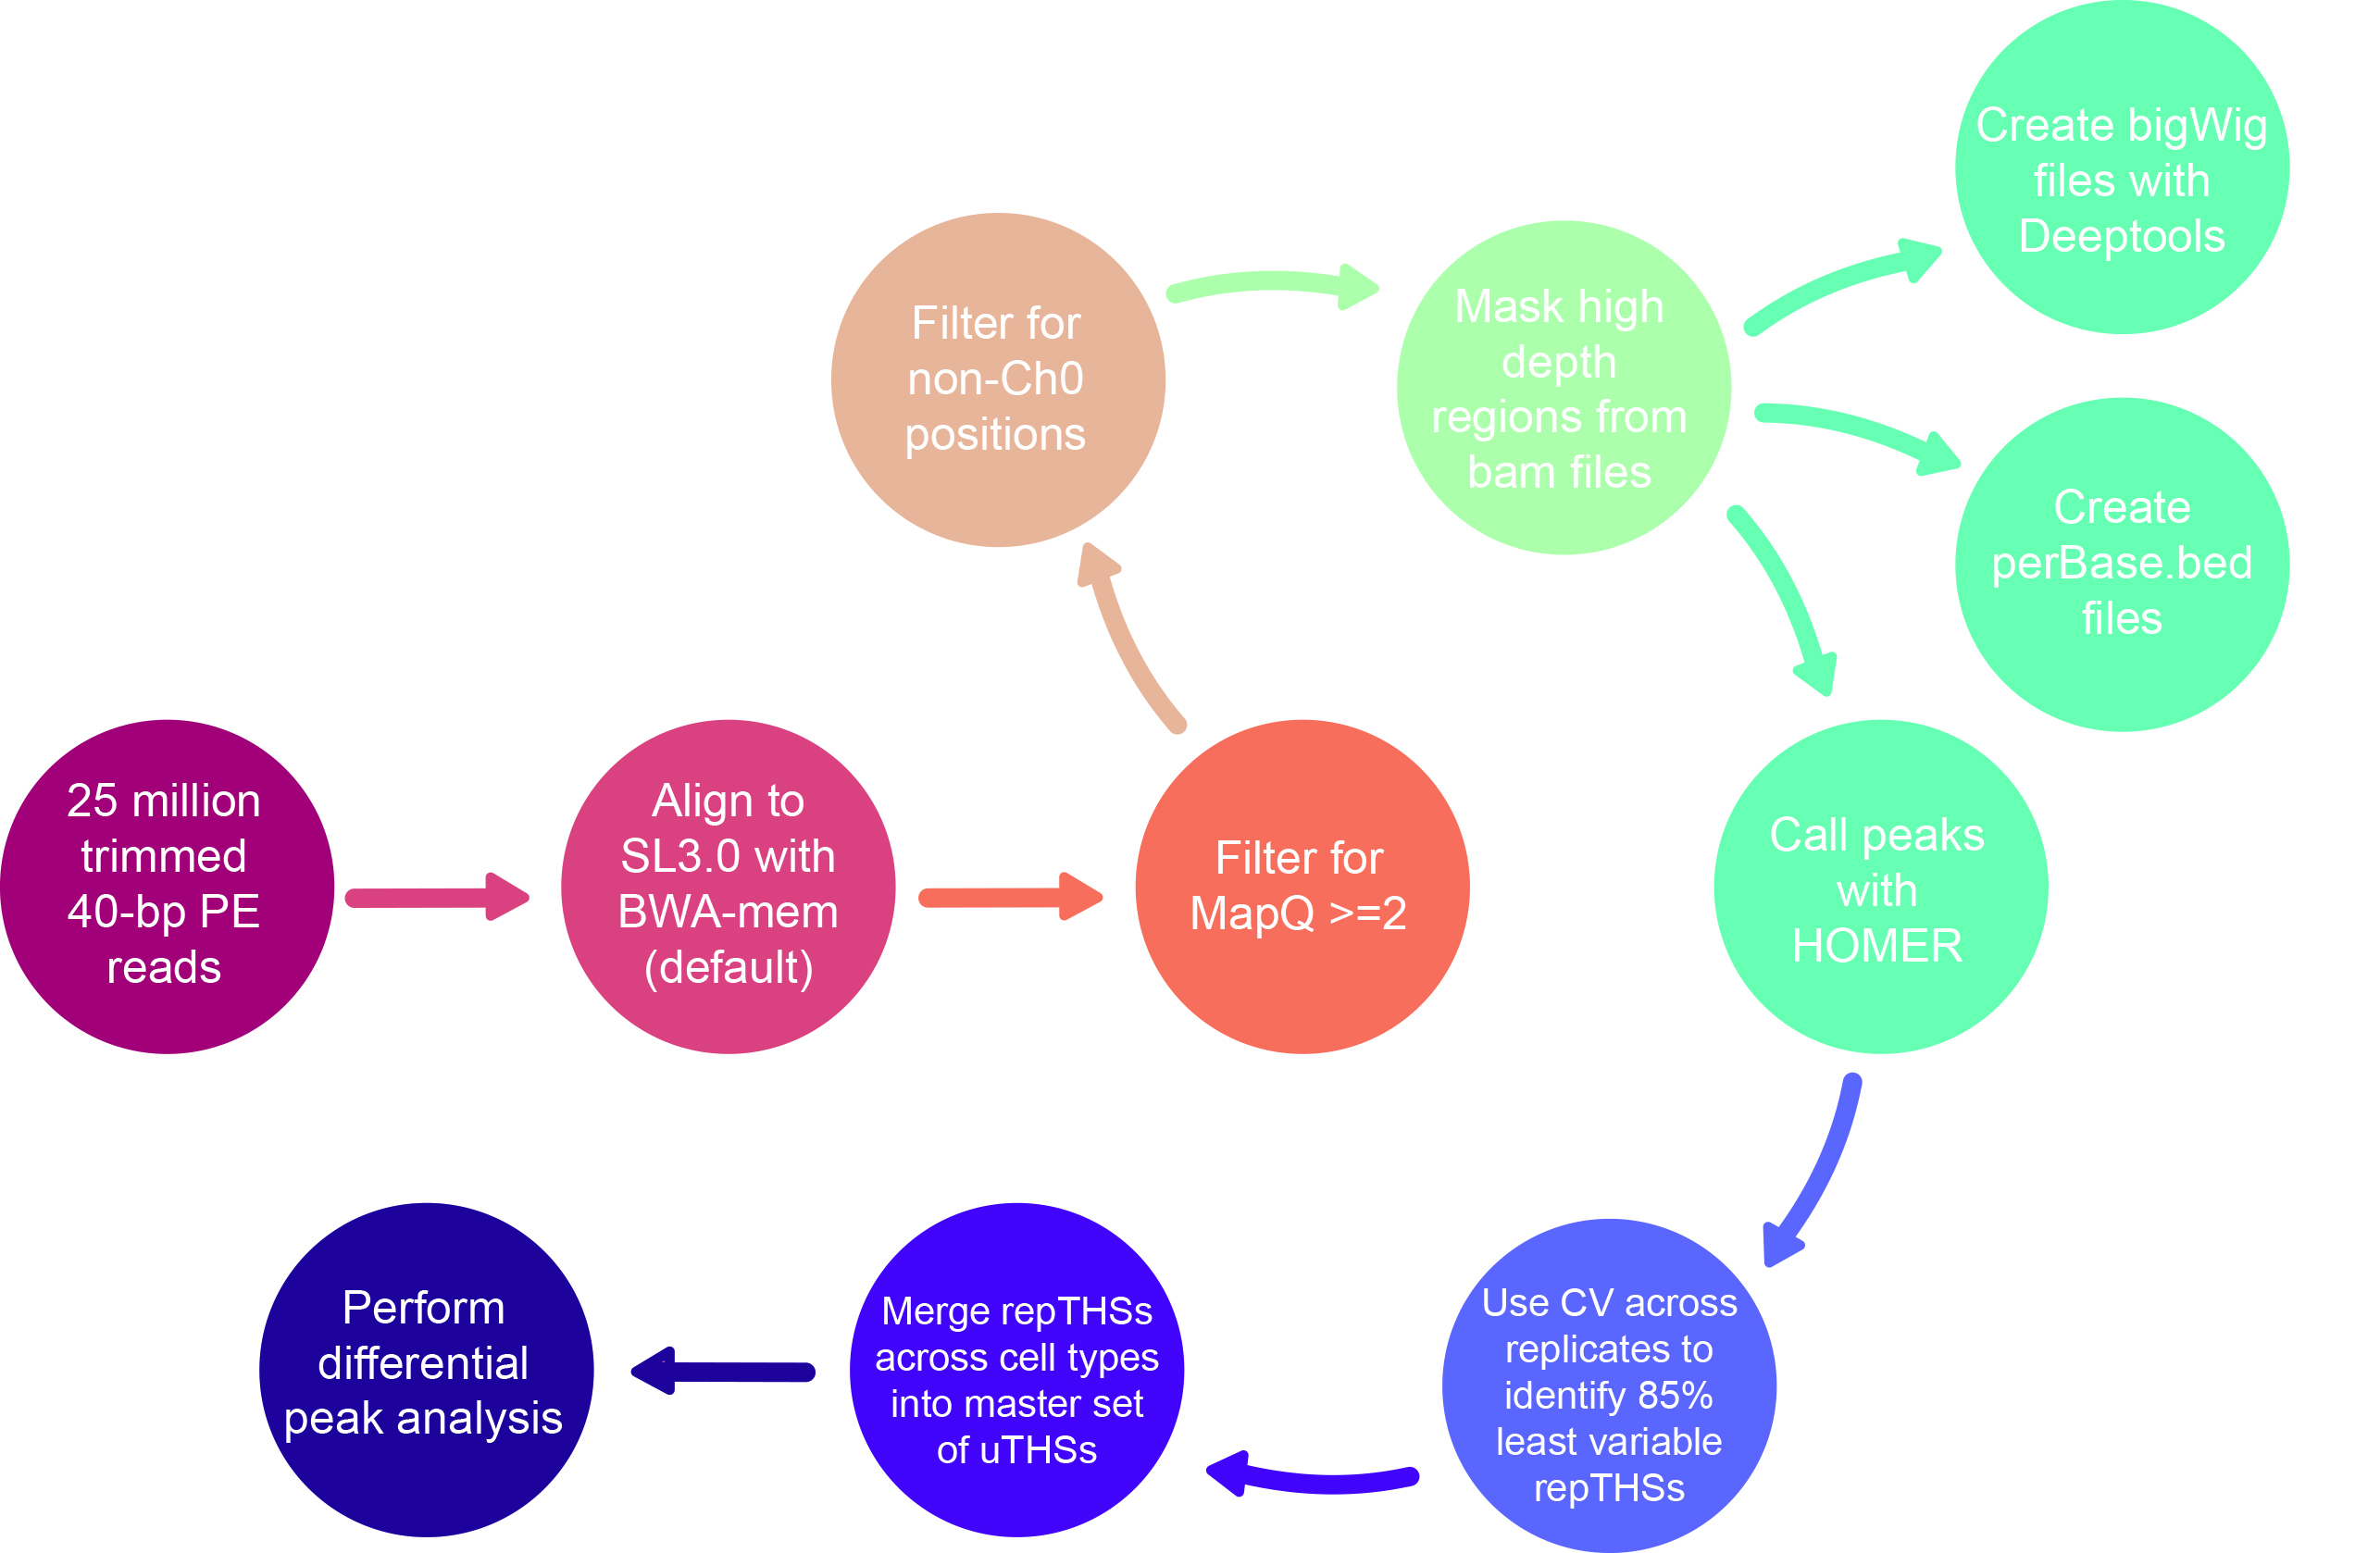 25 million
trimmed
40-bp PE
reads
Align to
SL3.0 with
BWA-mem
(default)
Filter for
MapQ >=2
Filter for
non-Ch0
positions
Mask high
depth
regions from
bam files
Create bigWig
files with
Deeptools
Create
perBase.bed
files
Call peaks
with
HOMER
Use CV across
replicates to
identify 85%
least variable
repTHSs
Merge repTHSs
across cell types
into master set
of uTHSs
Perform
differential
peak analysis